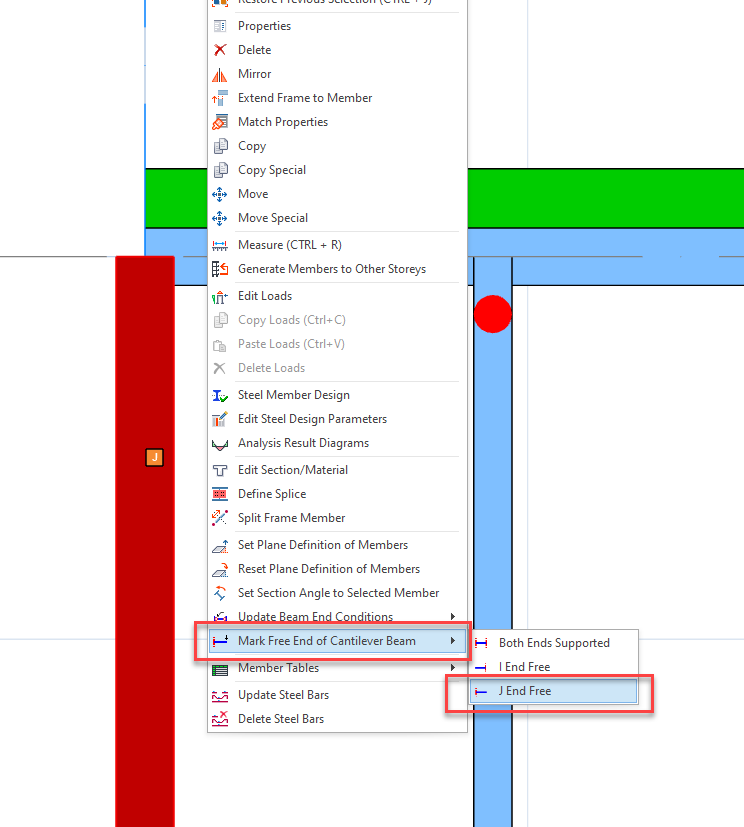 Restore Previous Selection (CTRL + J)
Properties
Delete
Mirror
Extend Frame to Member
Match Properties
Copy
Copy Special
Move
Move Special
Measure (CTRL + R)
Generate Members to Other Storeys
Edit Loads
Copy Loads (Ctrl+C)
Paste Loads (Ctrl+V)
Delete Loads
Steel Member Design
Edit Steel Design Parameters
Analysis Result Diagrams
J
Edit Section/Material
Define Splice
Split Frame Member
Set Plane Definition of Members
Reset Plane Definition of Members
Set Section Angle to Selected Member
Update Beam End Conditions
Mark Free End of Cantilever Beam
Both Ends Supported
I End Free
J End Free
Member Tables
Update Steel Bars
Delete Steel Bars